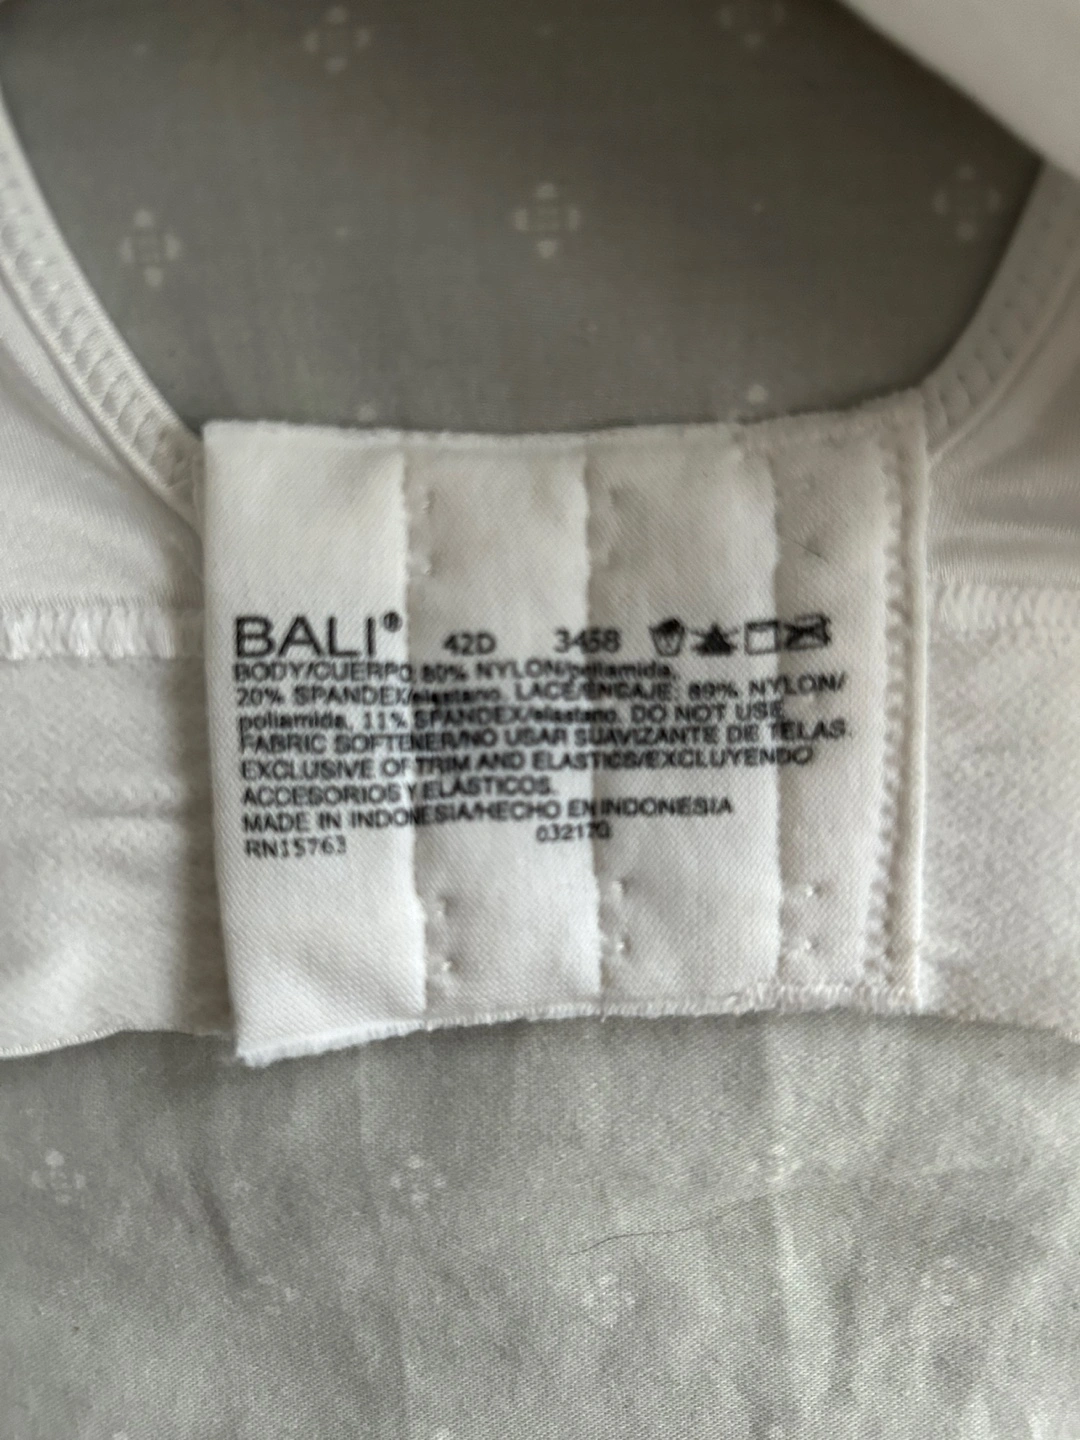 BALI® 42D 3458
BODY/CUERPO 80% NYLON/poliamida,
20% SPANDEX/elastano. LACE/ENCAJE: 89% NYLON/
poliamida, 11% SPANDEX/elastano. DO NOT USE
FABRIC SOFTENER/NO USAR SUAVIZANTE DE TELAS.
EXCLUSIVE OF TRIM AND ELASTICS/EXCLUYENDO
ACCESORIOS Y ELÁSTICOS.
MADE IN INDONESIA/HECHO EN INDONESIA
RN15763